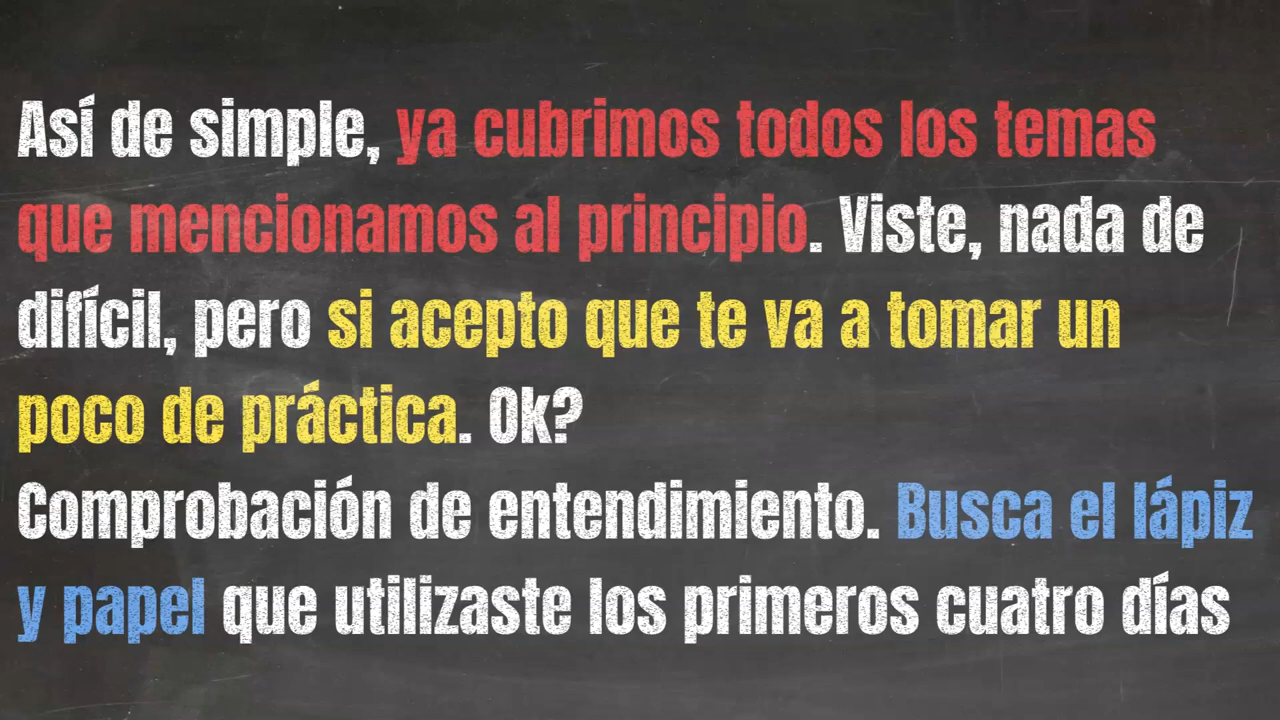 Así de simple, ya cubrimos todos los temas
que mencionamos al principio. Viste, nada de
difícil, pero si acepto que te va a tomar un
poco de práctica. Ok?
Comprobación de entendimiento. Busca el lápiz
y papel que utilizaste los primeros cuatro días